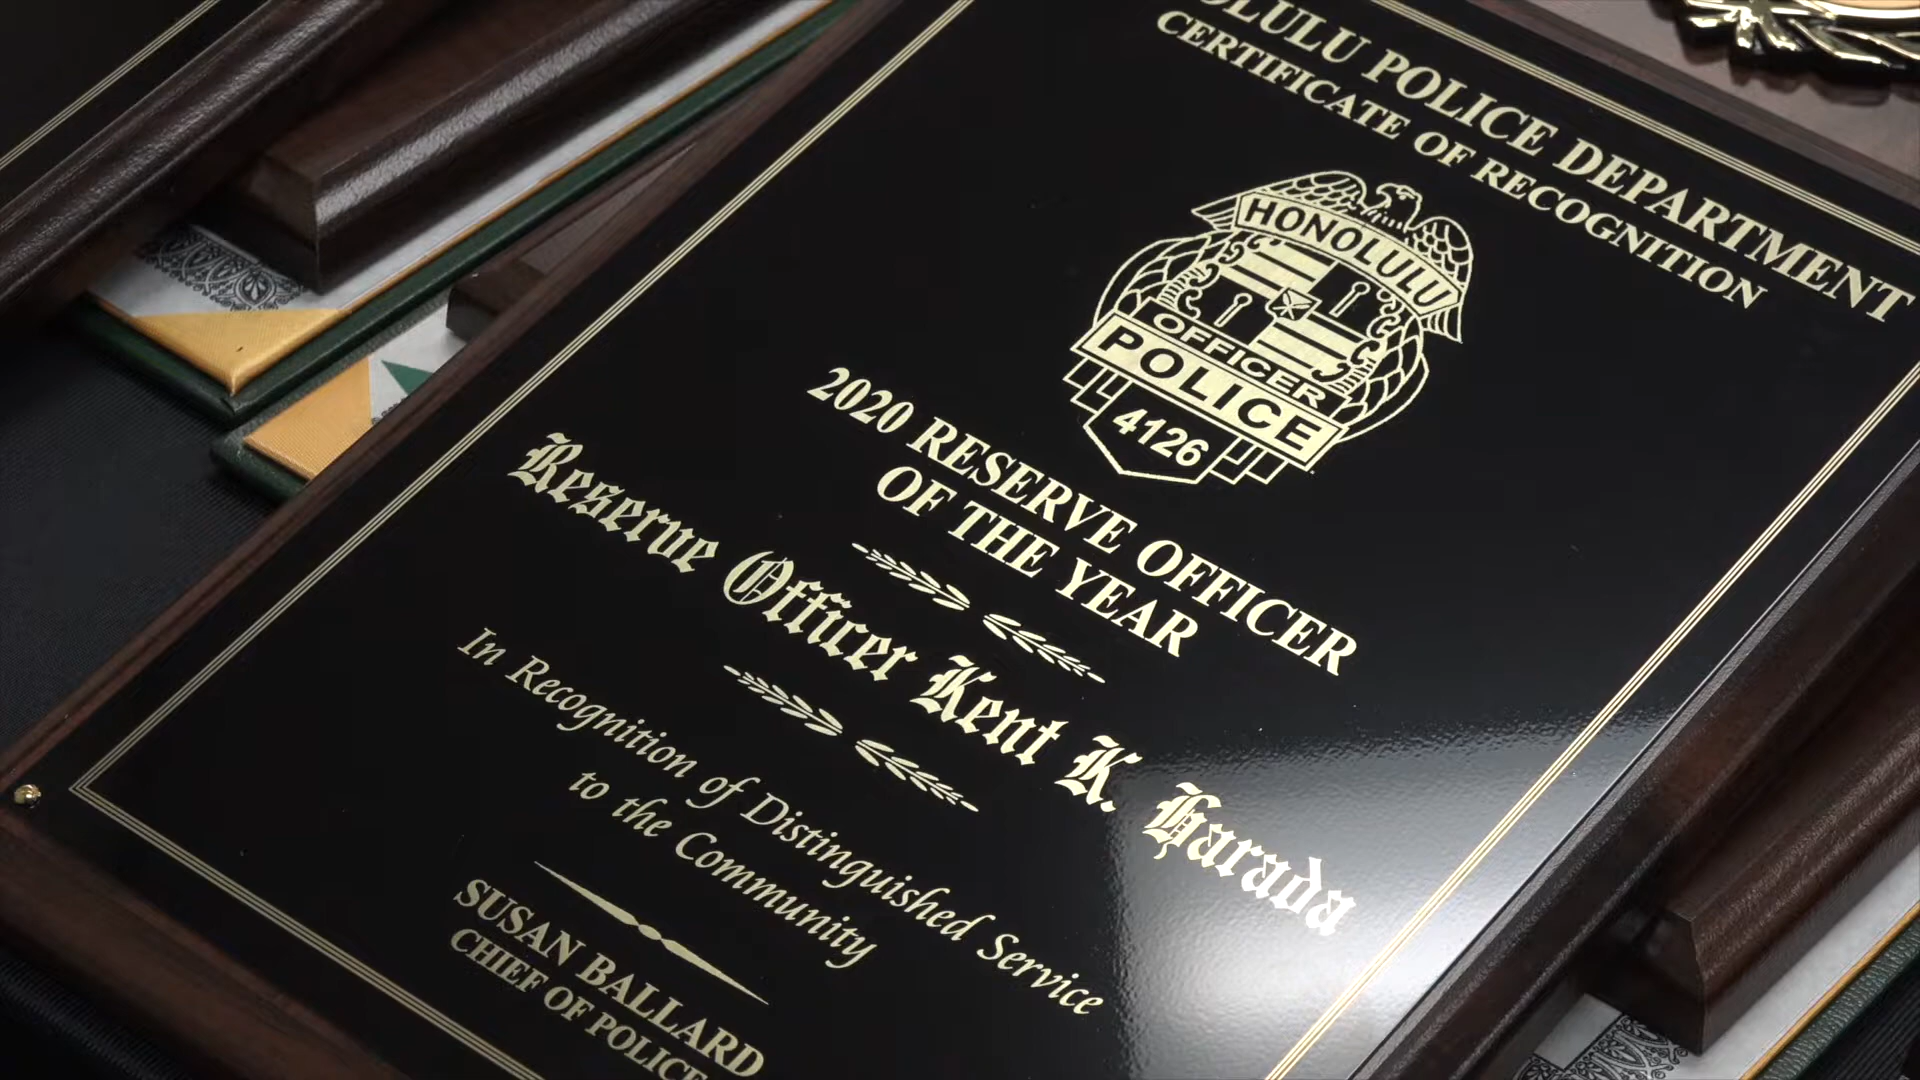 OLULU POLICE DEPARTMENT
CERTIFICATE OF RECOGNITION
HONOLULU
OFFICER
POLICE
4126
2020 RESERVE OFFICER
OF THE YEAR
Reserve Officer Kent K. Harada
In Recognition of Distinguished Service
to the Community
SUSAN BALLARD
CHIEF OF POLICE